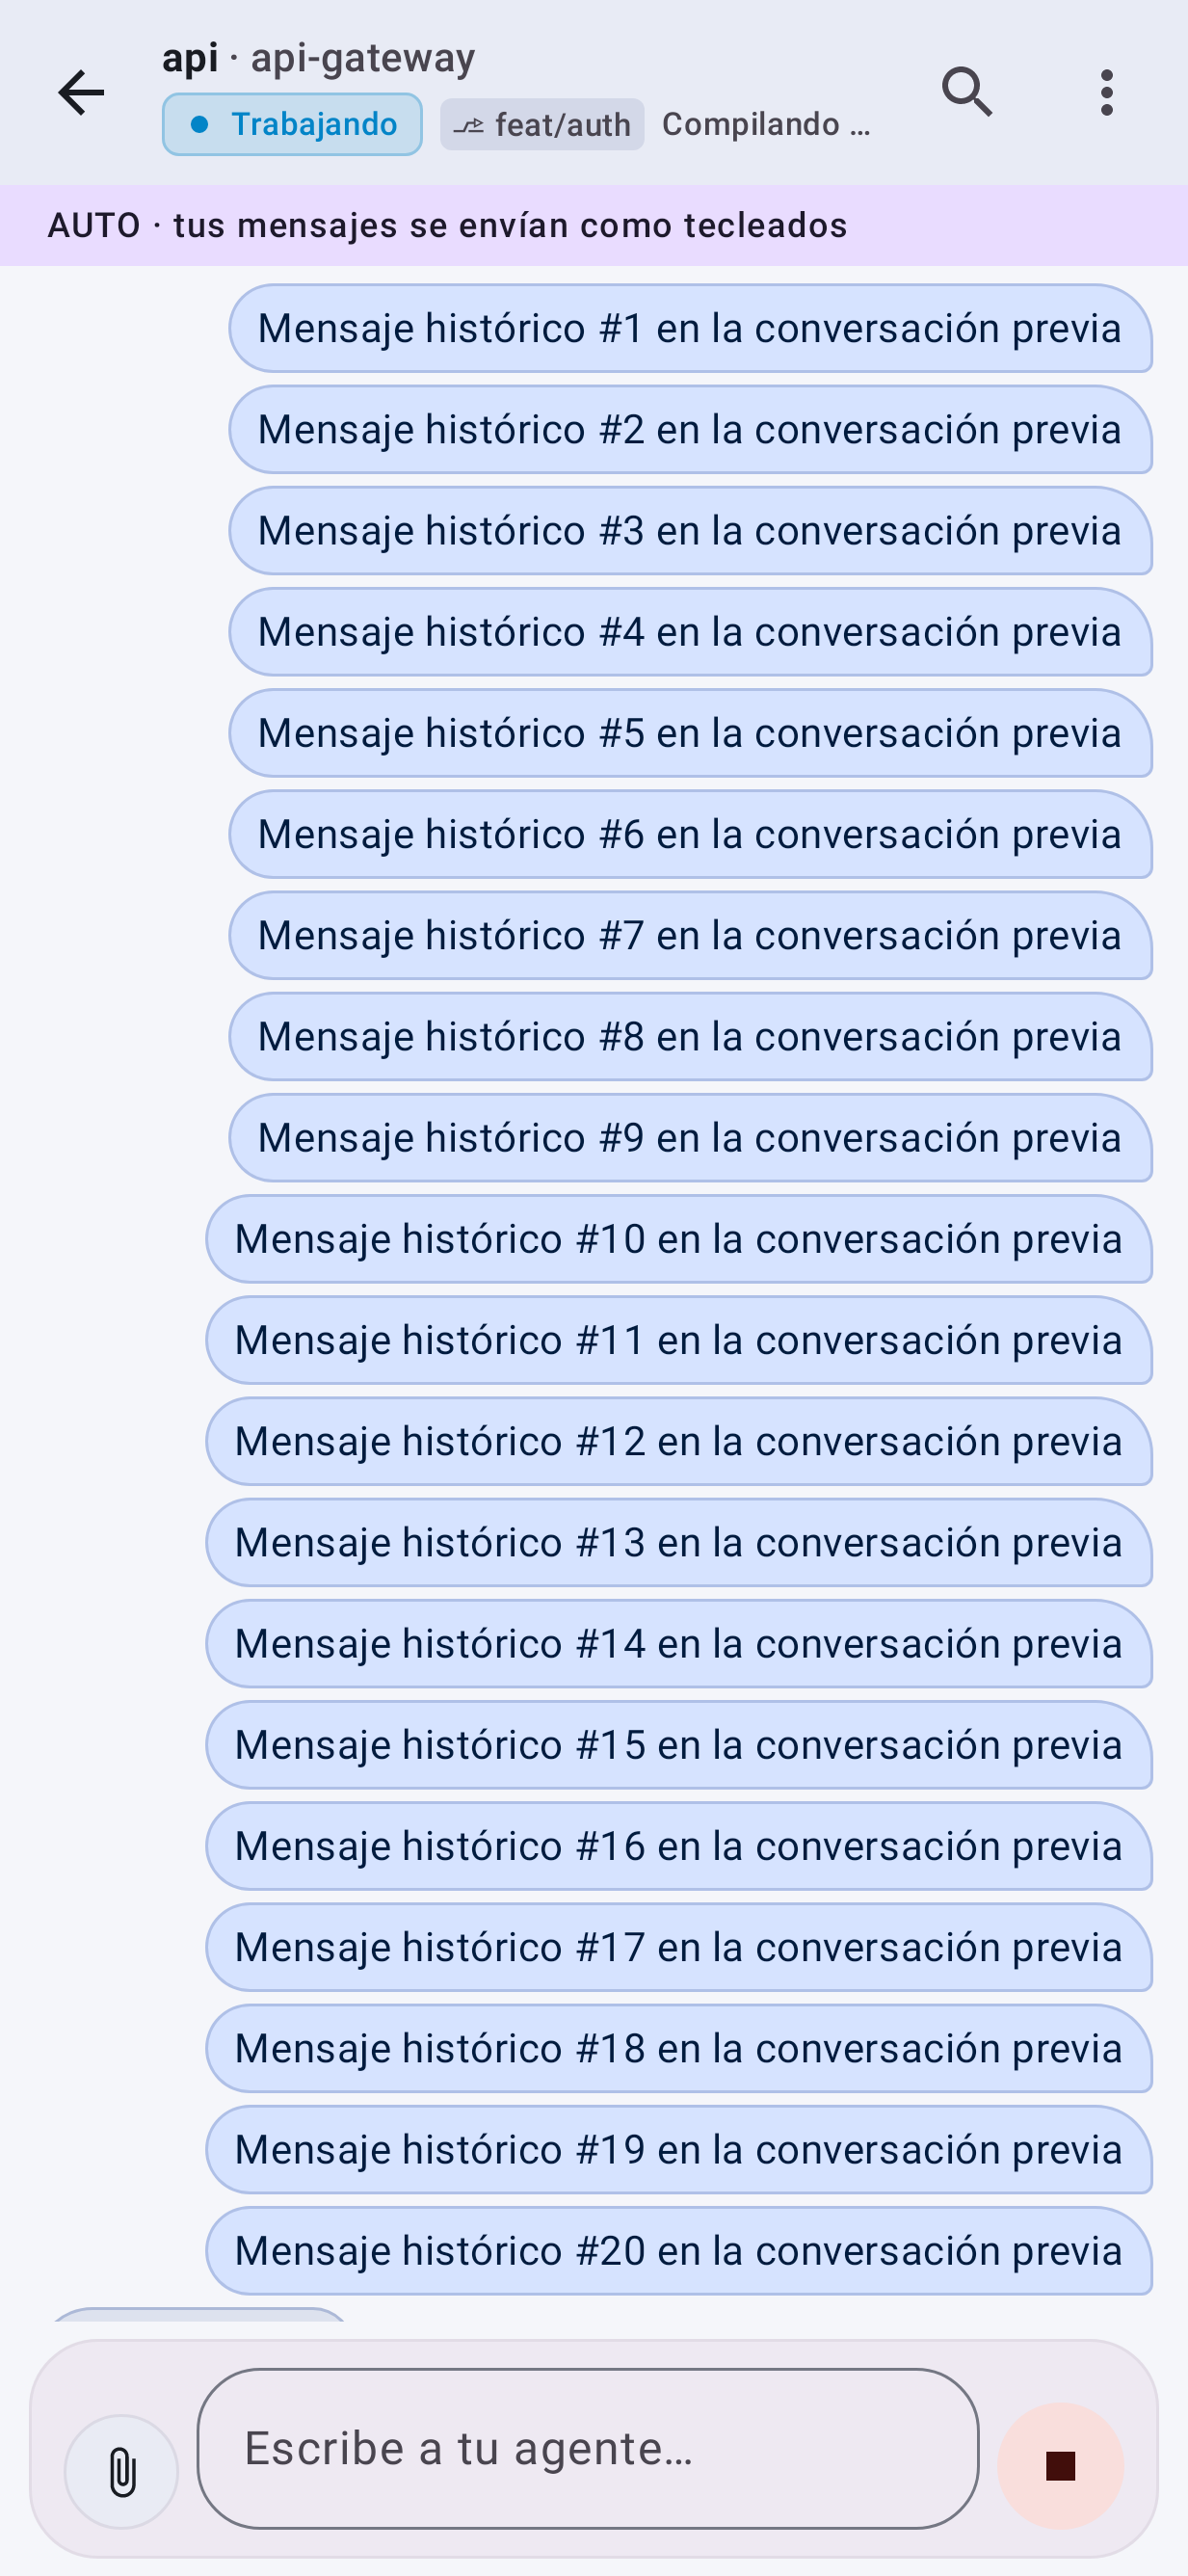 api · api-gateway
Trabajando feat/auth Compilando ...
AUTO · tus mensajes se envían como tecleados
Mensaje histórico #1 en la conversación previa
Mensaje histórico #2 en la conversación previa
Mensaje histórico #3 en la conversación previa
Mensaje histórico #4 en la conversación previa
Mensaje histórico #5 en la conversación previa
Mensaje histórico #6 en la conversación previa
Mensaje histórico #7 en la conversación previa
Mensaje histórico #8 en la conversación previa
Mensaje histórico #9 en la conversación previa
Mensaje histórico #10 en la conversación previa
Mensaje histórico #11 en la conversación previa
Mensaje histórico #12 en la conversación previa
Mensaje histórico #13 en la conversación previa
Mensaje histórico #14 en la conversación previa
Mensaje histórico #15 en la conversación previa
Mensaje histórico #16 en la conversación previa
Mensaje histórico #17 en la conversación previa
Mensaje histórico #18 en la conversación previa
Mensaje histórico #19 en la conversación previa
Mensaje histórico #20 en la conversación previa
Escribe a tu agente...